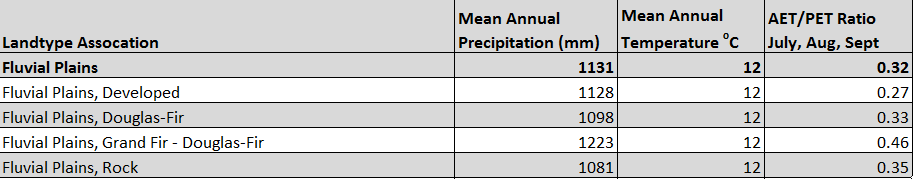 Mean Annual Mean Annual AET/PET Ratio
Landtype Assocation Precipitation (mm) Temperature °C July, Aug, Sept
Fluvial Plains 1131 12 0.32
Fluvial Plains, Developed 1128 12 0.27
Fluvial Plains, Douglas-Fir 1098 12 0.33
Fluvial Plains, Grand Fir - Douglas-Fir 1223 12 0.46
Fluvial Plains, Rock 1081 12 0.35